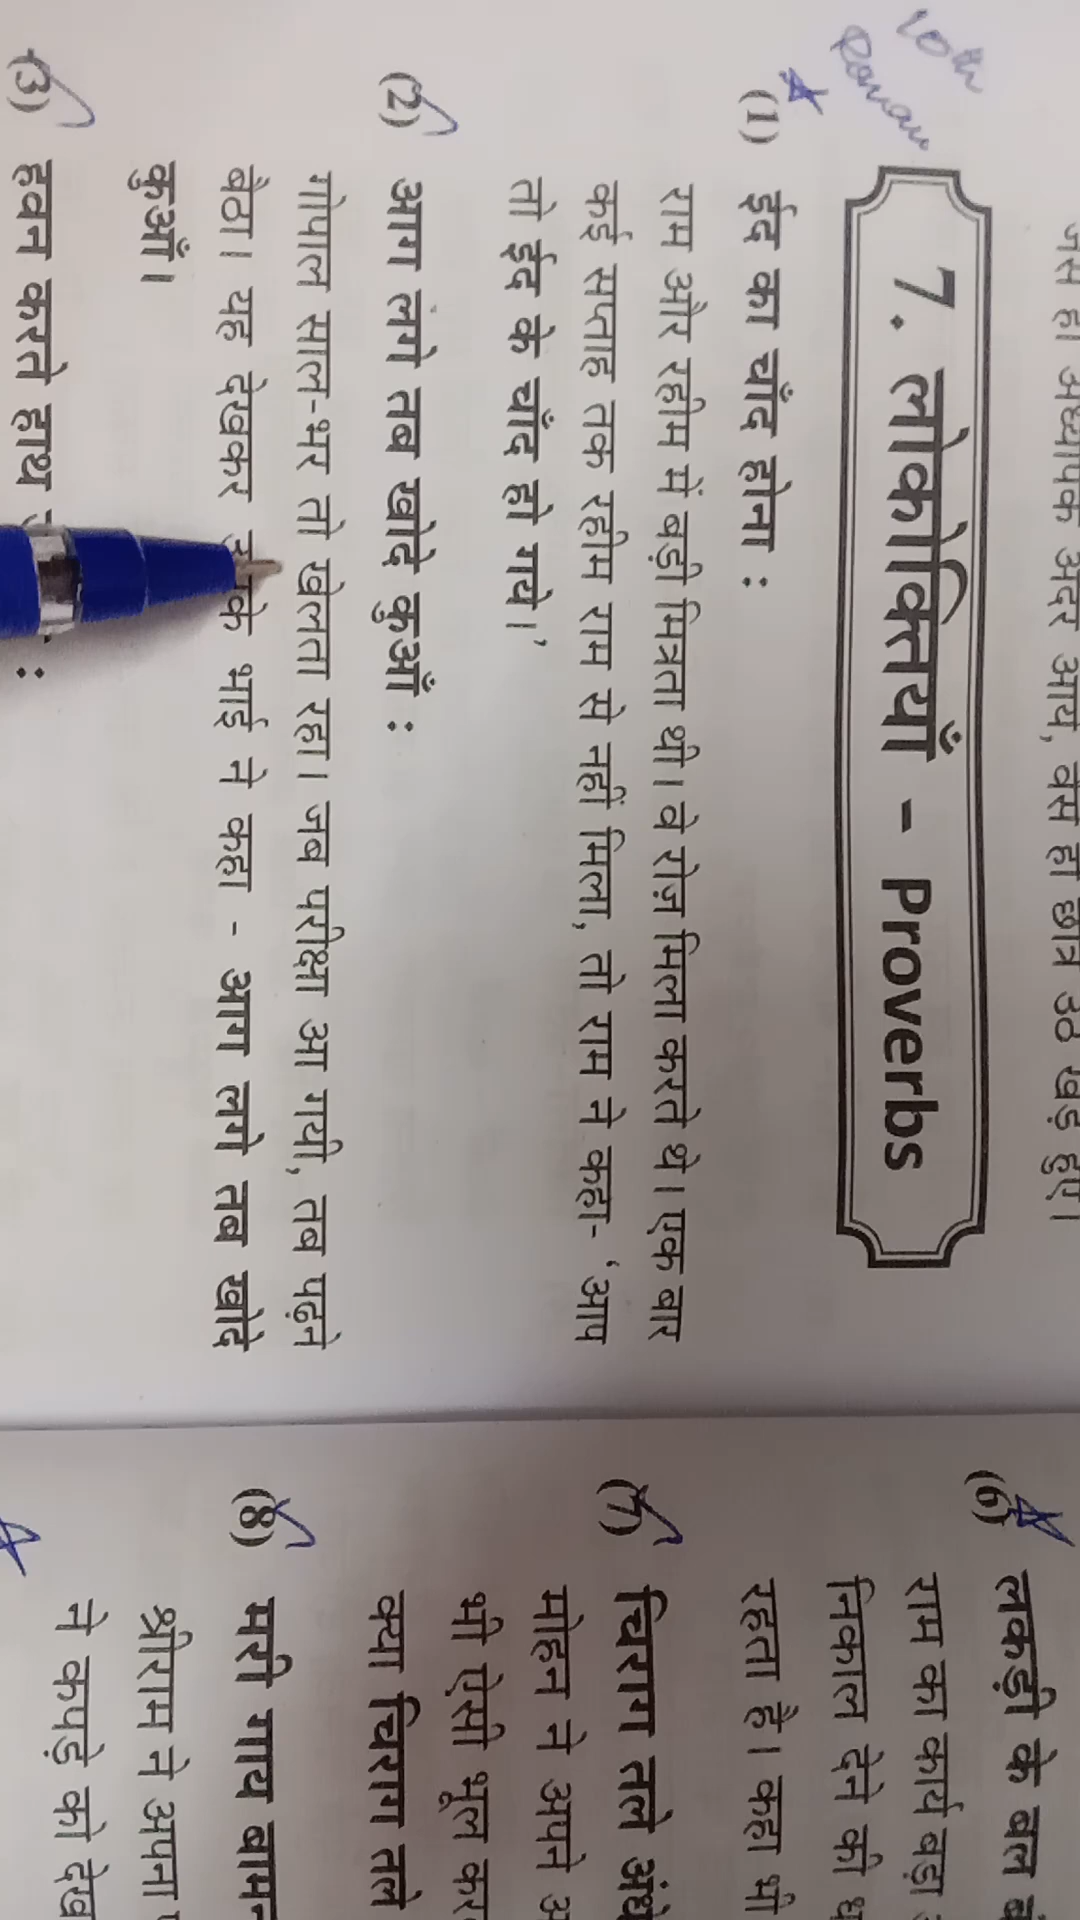 जैसे ही अध्यापक अंदर आये, वैसे ही छात्र उठ खड़े हुए।
10th
Roman
7. लोकोक्तियाँ - Proverbs
(1) ईद का चाँद होना :
राम और रहीम में बड़ी मित्रता थी। वे रोज़ मिला करते थे। एक बार
कई सप्ताह तक रहीम राम से नहीं मिला, तो राम ने कहा- 'आप
तो ईद के चाँद हो गये।'
(2) आग लगे तब खोदे कुआँ :
गोपाल साल-भर तो खेलता रहा। जब परीक्षा आ गयी, तब पढ़ने
बैठा। यह देखकर भाई ने कहा - आग लगे तब खोदे
कुआँ।
(3) हवन करते हाथ :
(6) लकड़ी के बल
राम का कार्य बड़ा
निकाल देने की
रहता है। कहा भी
(7) चिराग तले
मोहन ने अपने
भी ऐसी भूल
क्या चिराग तले
(8) मरी गाय
श्रीराम ने अपना
ने कपड़े को